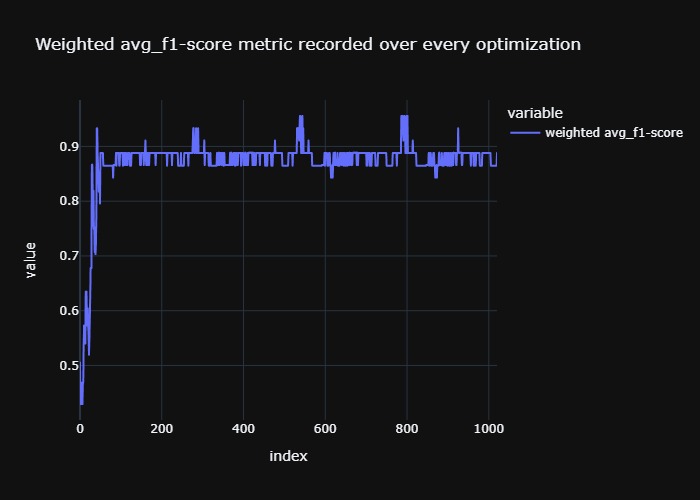 Weighted avg_f1-score metric recorded over every optimization
variable
weighted avg_f1-score
0.9
0.8
0.7
0.6
0.5
value
0 200 400 600 800 1000
index